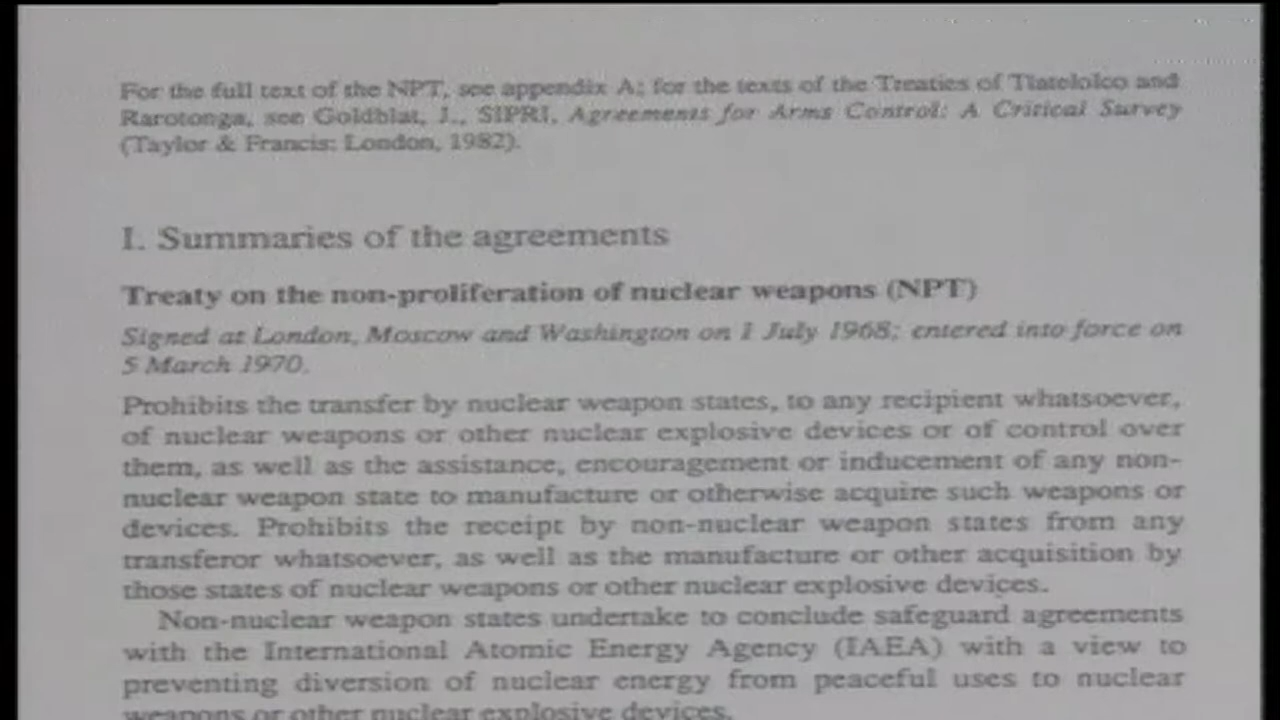 For the full text of the NPT, see appendix A; for the texts of the Treaties of Tlatelolco and
Rarotonga, see Goldblat, J., SIPRI, Agreements for Arms Control: A Critical Survey
(Taylor & Francis: London, 1982).
I. Summaries of the agreements
Treaty on the non-proliferation of nuclear weapons (NPT)
Signed at London, Moscow and Washington on 1 July 1968; entered into force on
5 March 1970.
Prohibits the transfer by nuclear weapon states, to any recipient whatsoever,
of nuclear weapons or other nuclear explosive devices or of control over
them, as well as the assistance, encouragement or inducement of any non-
nuclear weapon state to manufacture or otherwise acquire such weapons or
devices. Prohibits the receipt by non-nuclear weapon states from any
transferor whatsoever, as well as the manufacture or other acquisition by
those states of nuclear weapons or other nuclear explosive devices.
Non-nuclear weapon states undertake to conclude safeguard agreements
with the International Atomic Energy Agency (IAEA) with a view to
preventing diversion of nuclear energy from peaceful uses to nuclear
weapons or other nuclear explosive devices.